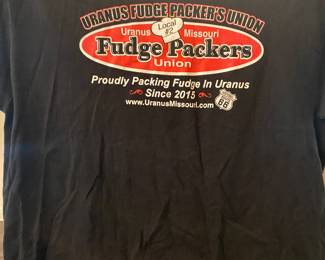 URANUS FUDGE PACKER'S UNION
Local
#2
Uranus Missouri
Fudge Packers
Union
Proudly Packing Fudge In Uranus
Since 2015
www.UranusMissouri.com
66